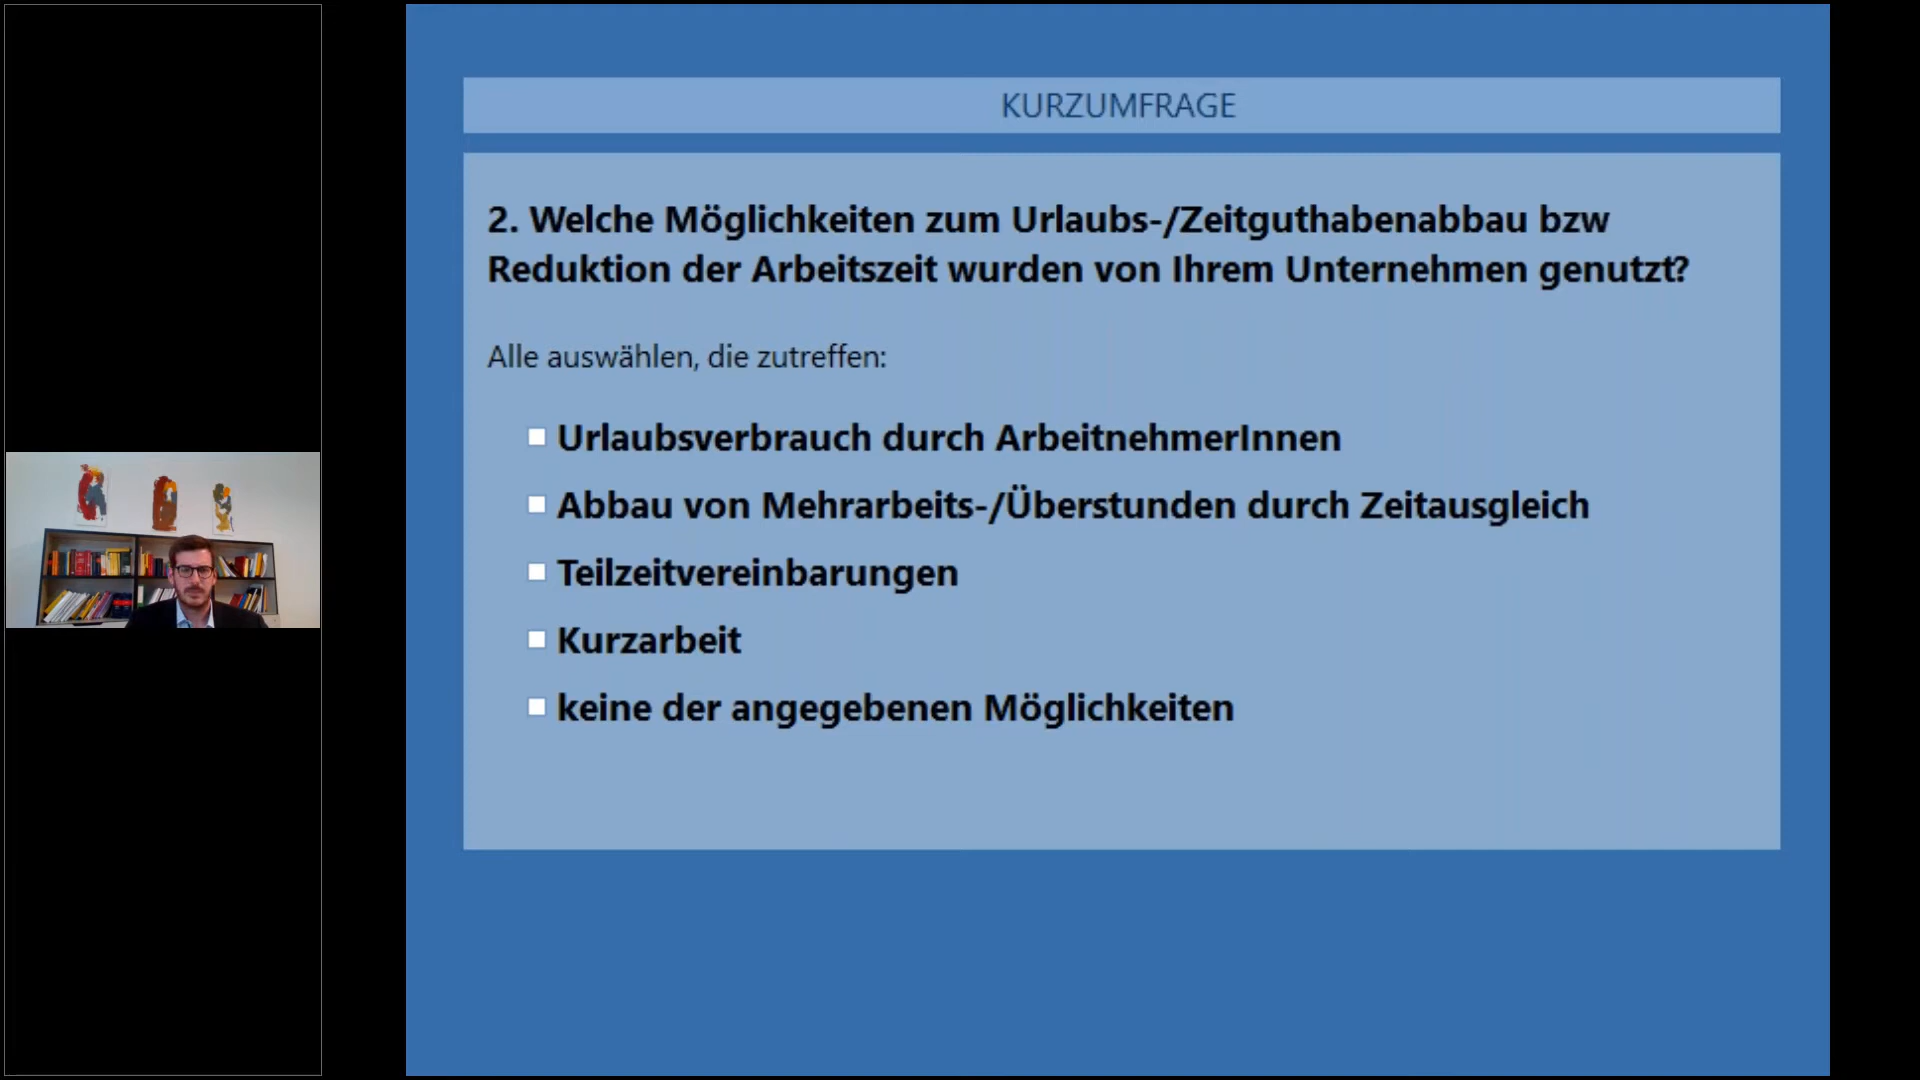 KURZUMFRAGE
2. Welche Möglichkeiten zum Urlaubs-/Zeitguthabenabbau bzw
Reduktion der Arbeitszeit wurden von Ihrem Unternehmen genutzt?
Alle auswählen, die zutreffen:
Urlaubsverbrauch durch ArbeitnehmerInnen
Abbau von Mehrarbeits-/Überstunden durch Zeitausgleich
Teilzeitvereinbarungen
Kurzarbeit
keine der angegebenen Möglichkeiten